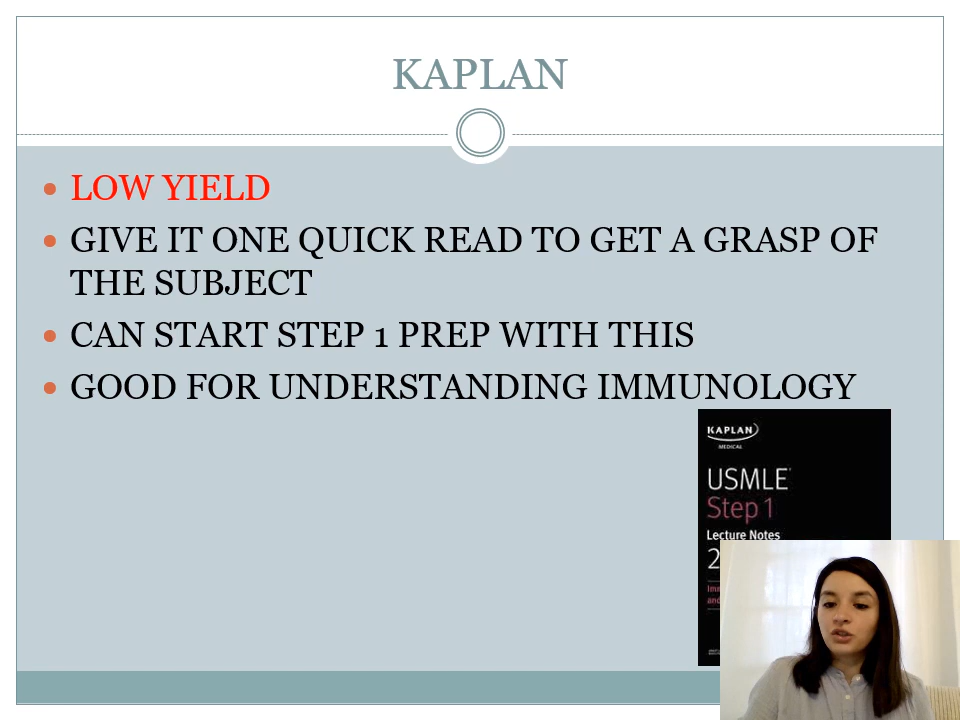 KAPLAN
LOW YIELD
GIVE IT ONE QUICK READ TO GET A GRASP OF
THE SUBJECT
CAN START STEP 1 PREP WITH THIS
GOOD FOR UNDERSTANDING IMMUNOLOGY
KAPLAN
MEDICAL
USMLE
Step 1
Lecture Notes
2